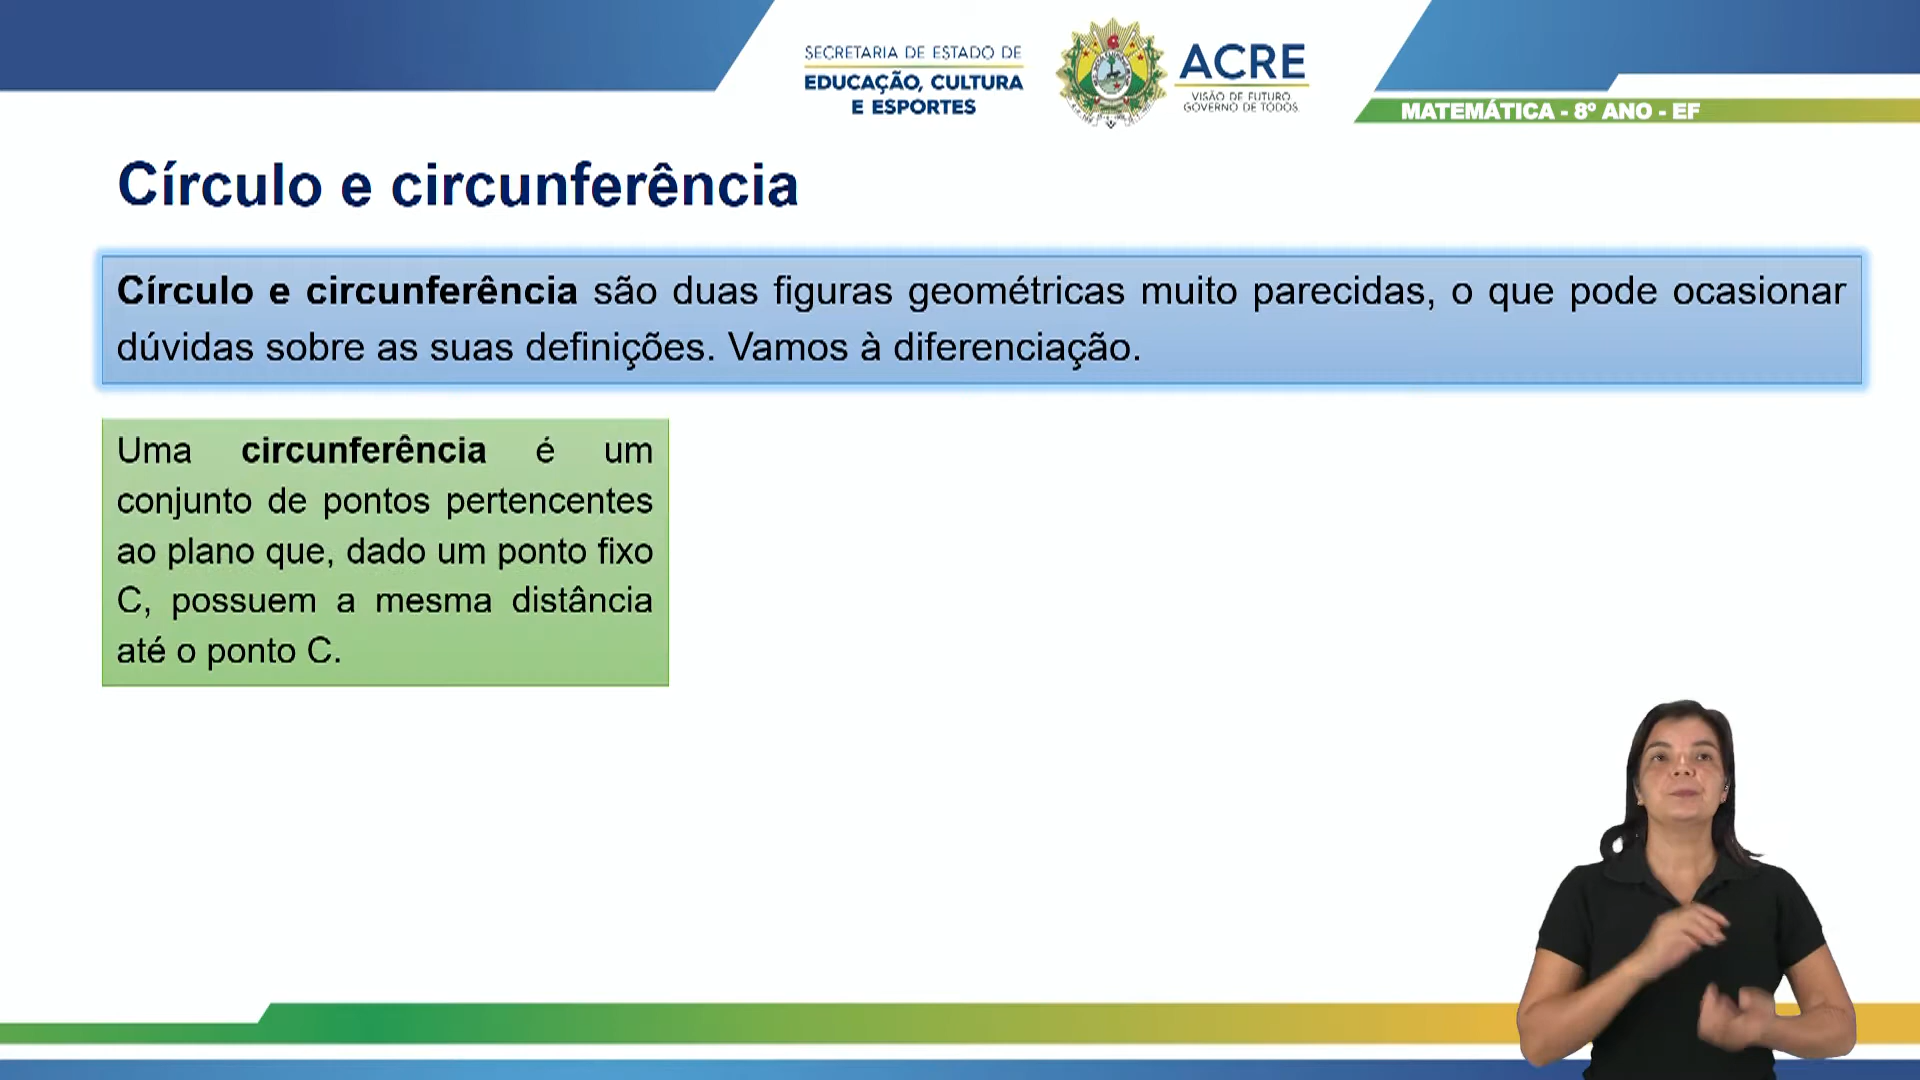 SECRETARIA DE ESTADO DE
EDUCAÇÃO, CULTURA
E ESPORTES
ACRE
VISÃO DE FUTURO
GOVERNO DE TODOS
MATEMÁTICA - 8º ANO - EF
Círculo e circunferência
Círculo e circunferência são duas figuras geométricas muito parecidas, o que pode ocasionar
dúvidas sobre as suas definições. Vamos à diferenciação.
Uma circunferência é um
conjunto de pontos pertencentes
ao plano que, dado um ponto fixo
C, possuem a mesma distância
até o ponto C.